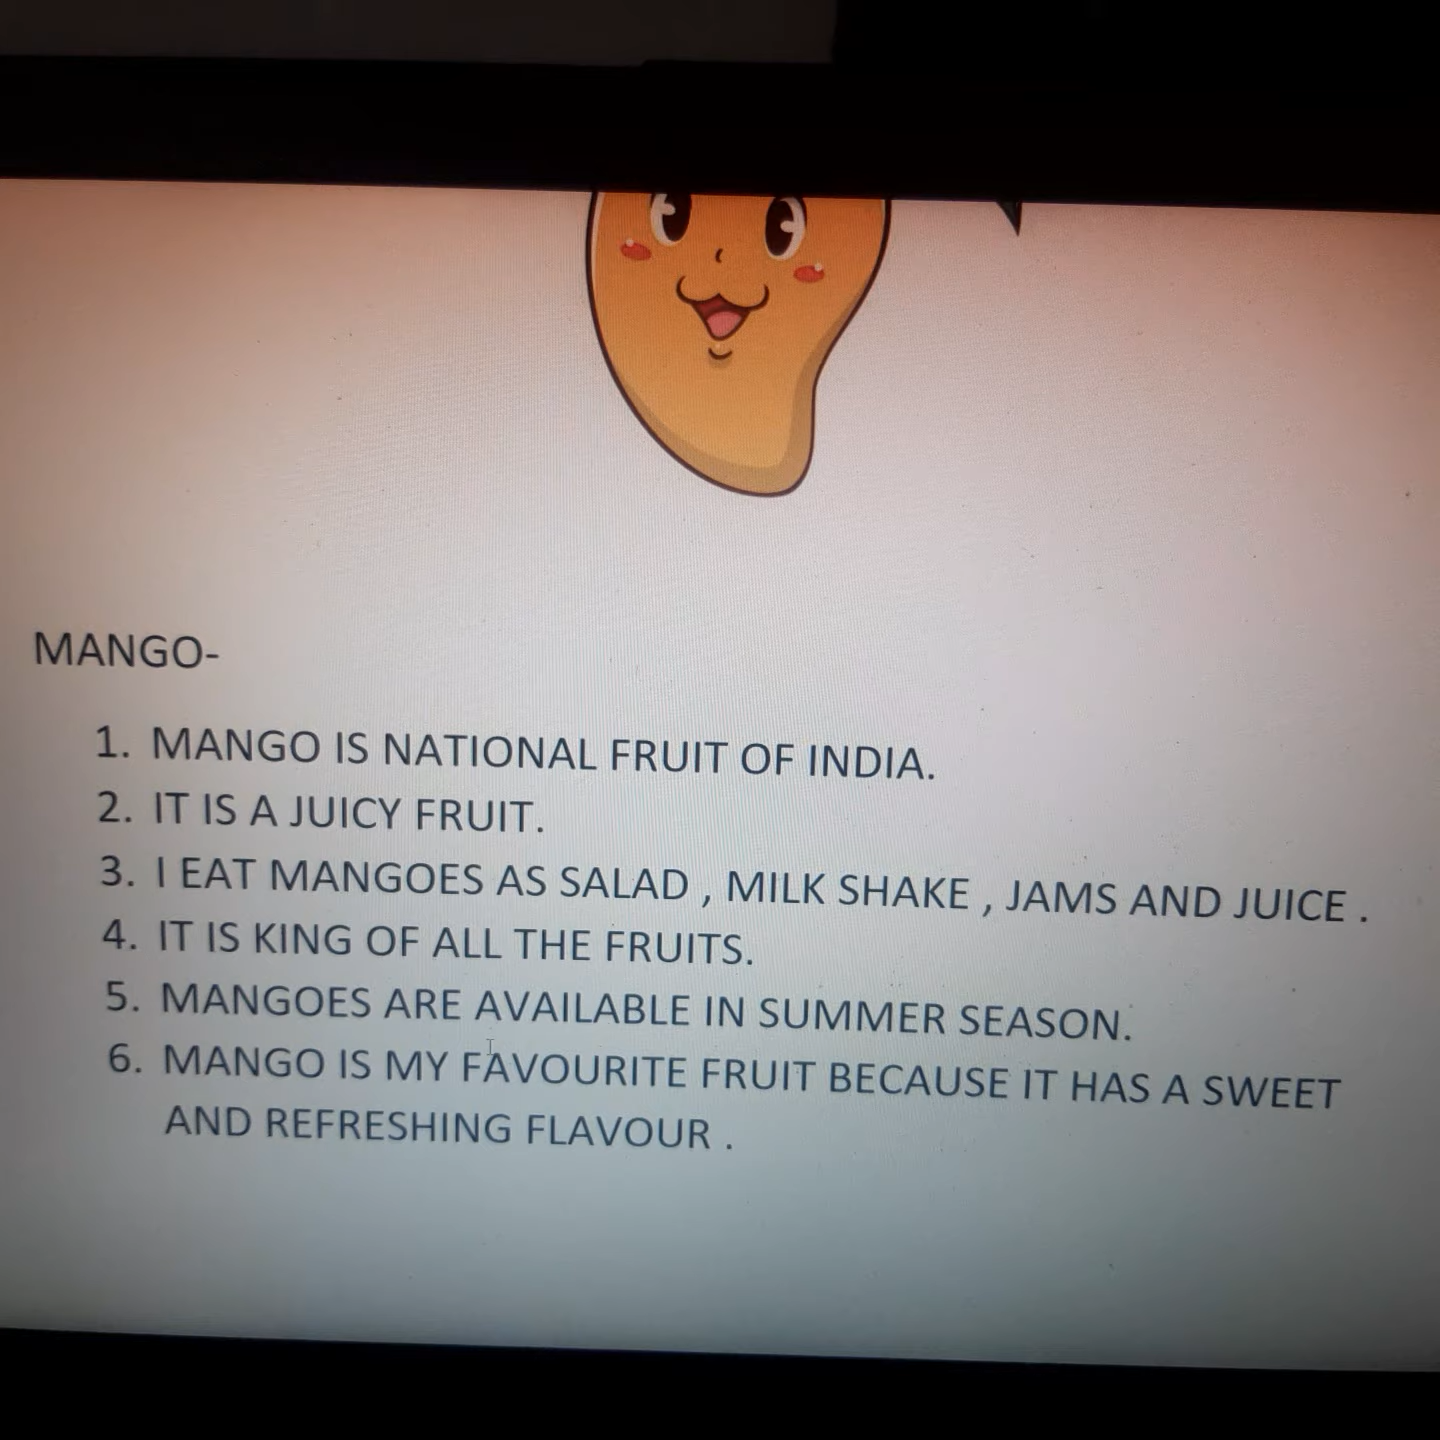 MANGO-
1. MANGO IS NATIONAL FRUIT OF INDIA.
2. IT IS A JUICY FRUIT.
3. I EAT MANGOES AS SALAD , MILK SHAKE , JAMS AND JUICE .
4. IT IS KING OF ALL THE FRUITS.
5. MANGOES ARE AVAILABLE IN SUMMER SEASON.
6. MANGO IS MY FAVOURITE FRUIT BECAUSE IT HAS A SWEET
AND REFRESHING FLAVOUR .